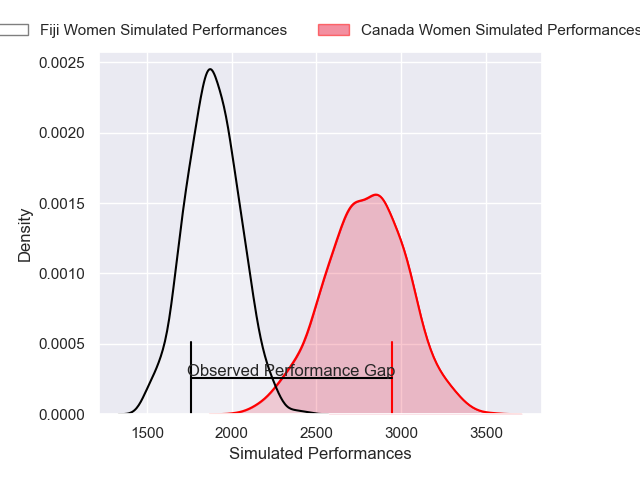 Fiji Women Simulated Performances
Canada Women Simulated Performances
0.0025
0.0020
0.0015
0.0010
0.0005
0.0000
Density
Observed Performance Gap
1500 2000 2500 3000 3500
Simulated Performances